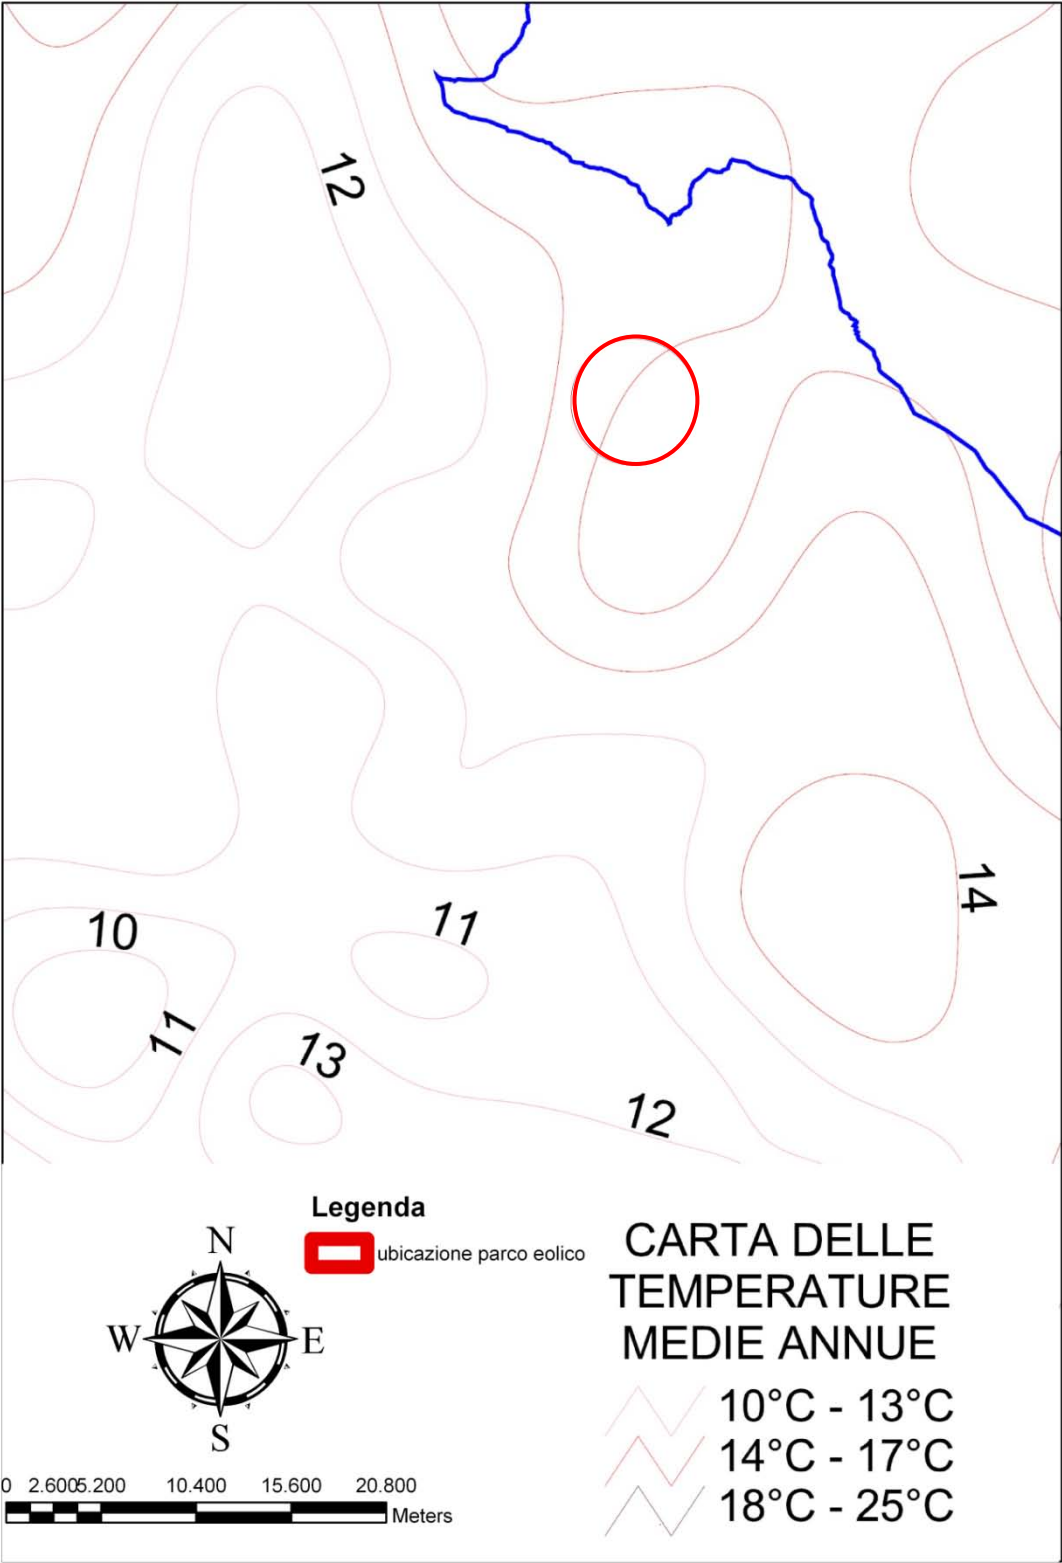 12
14
10
11
11
13
12
Legenda
ubicazione parco eolico
N
W
E
S
CARTA DELLE
TEMPERATURE
MEDIE ANNUE
10°C - 13°C
14°C - 17°C
18°C - 25°C
0 2.600 5.200 10.400 15.600 20.800
Meters